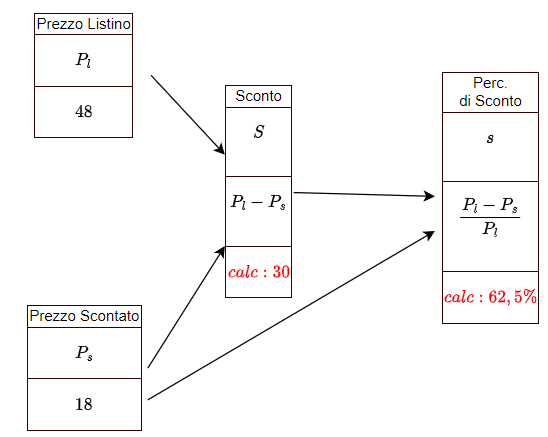 Prezzo Listino
P_l
48
Sconto
S
P_l − P_s
calc : 30
Perc.
di Sconto
s
P_l − P_s
P_l
calc : 62,5%
Prezzo Scontato
P_s
18